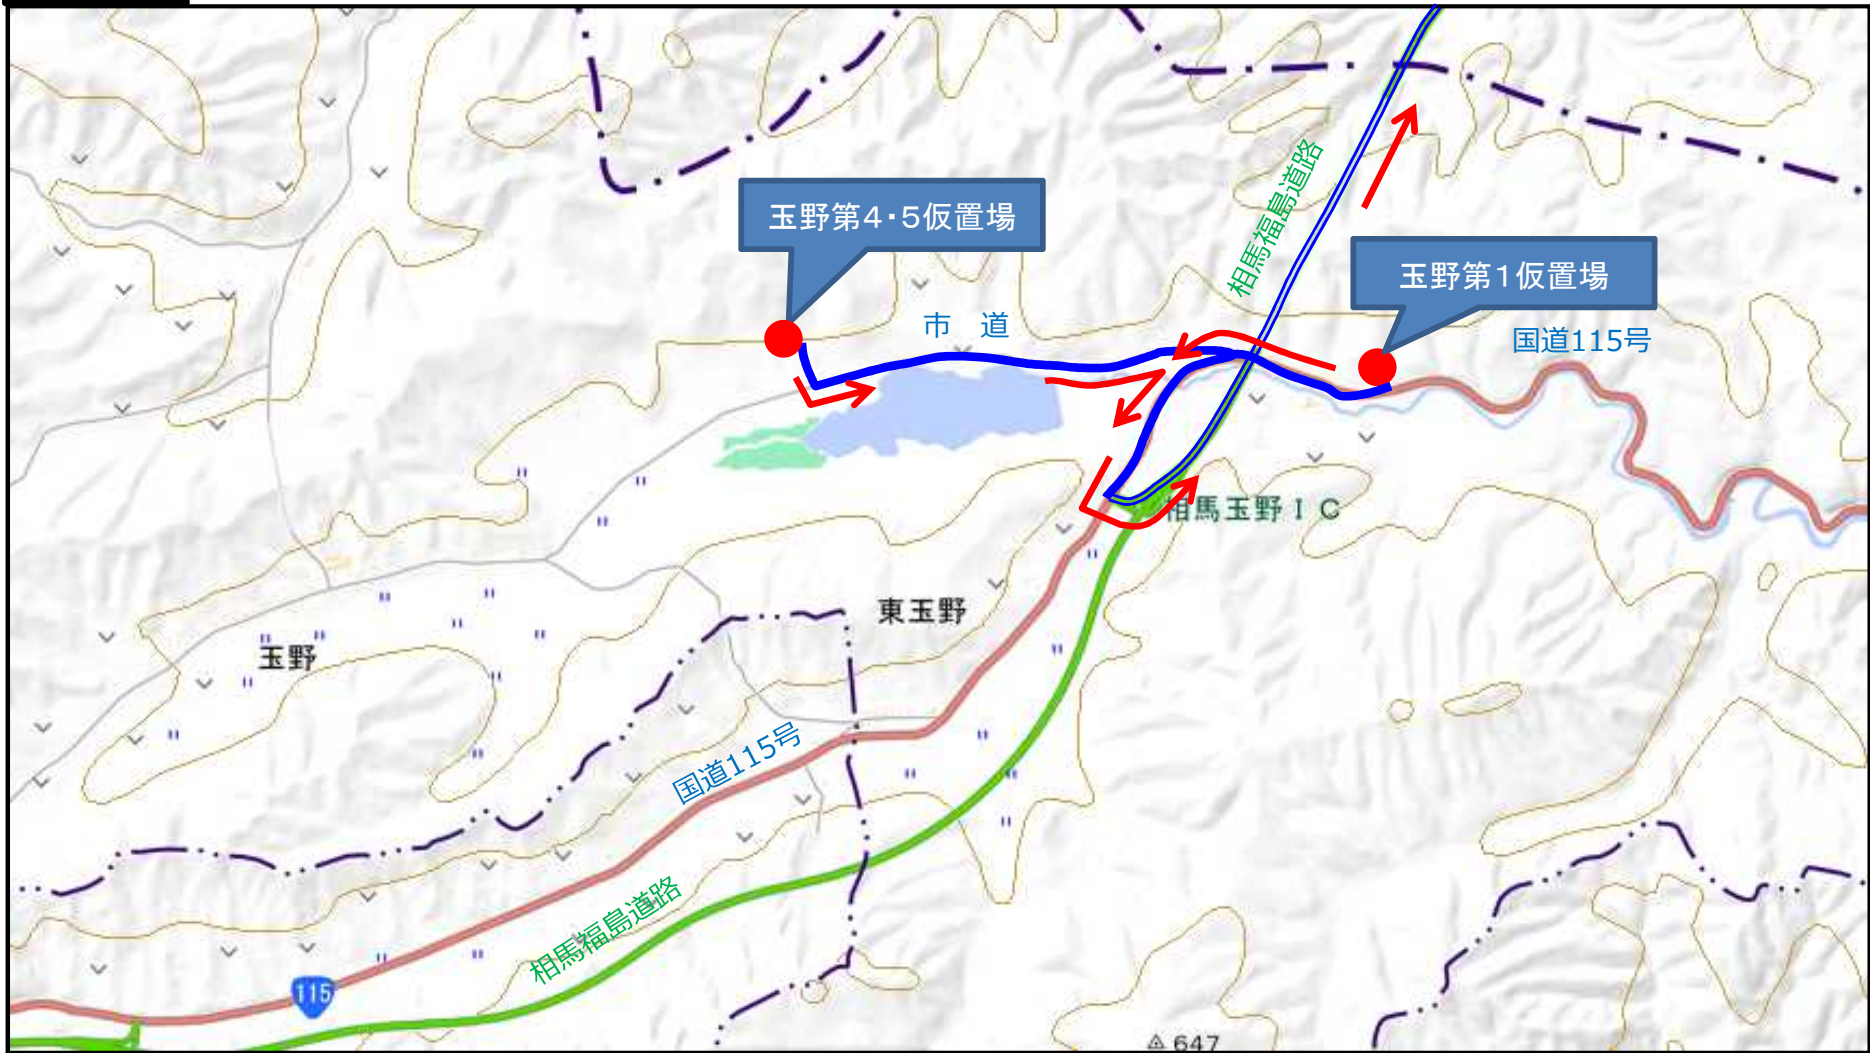 相馬福島道路
玉野第4・5仮置場
玉野第1仮置場
市　道
国道115号
相馬玉野ＩＣ
東玉野
玉野
国道115号
相馬福島道路
115
647